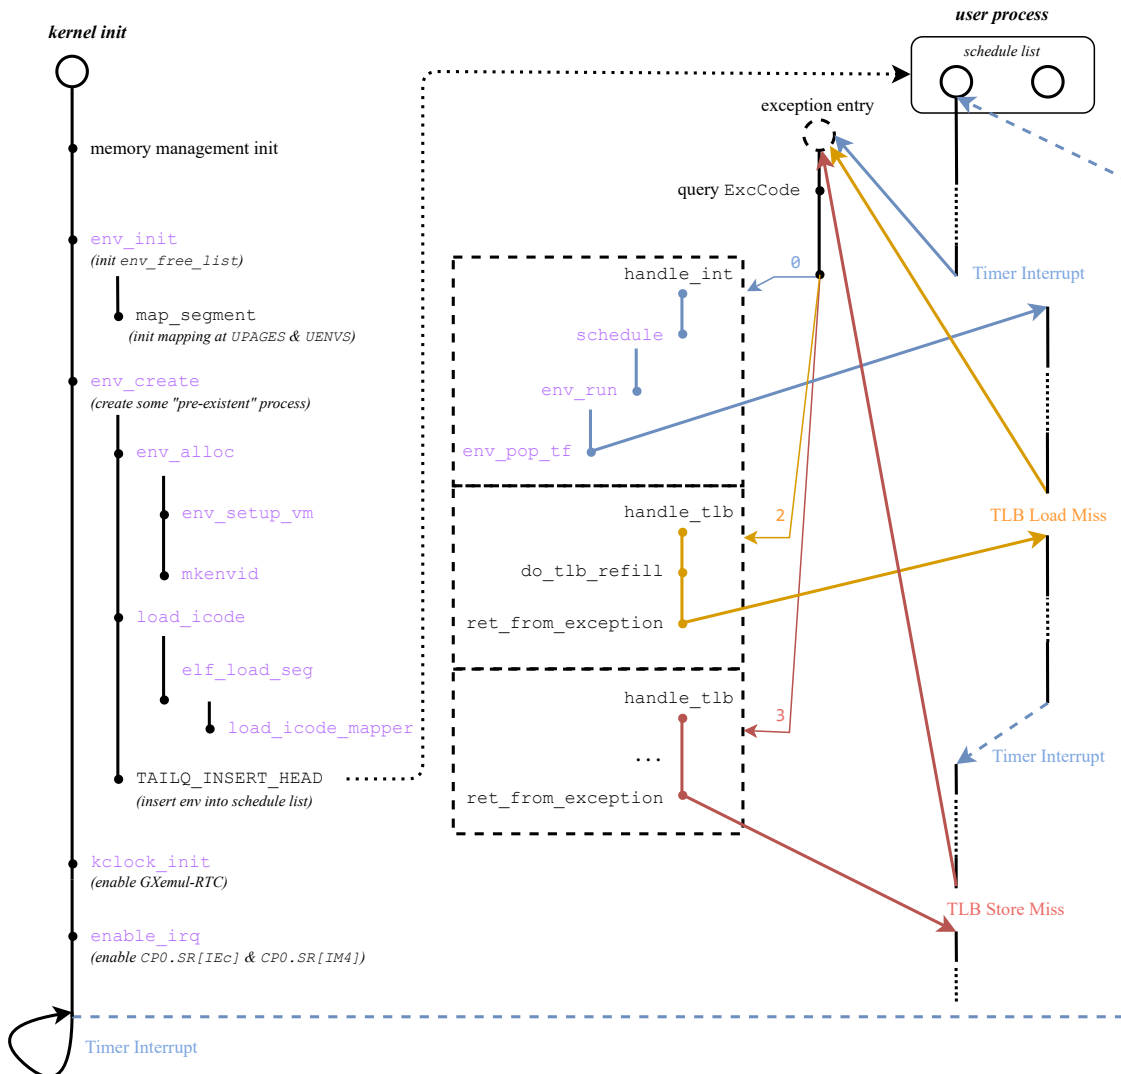 kernel init
memory management init
env_init
(init env_free_list)
map_segment
(init mapping at UPAGES & UENVS)
env_create
(create some "pre-existent" process)
env_alloc
env_setup_vm
mkenvid
load_icode
elf_load_seg
load_icode_mapper
TAILQ_INSERT_HEAD
(insert env into schedule list)
kclock_init
(enable GXemul-RTC)
enable_irq
(enable CP0.SR[IEc] & CP0.SR[IM4])
Timer Interrupt
exception entry
query ExcCode
0
handle_int
schedule
env_run
env_pop_tf
2
handle_tlb
do_tlb_refill
ret_from_exception
3
handle_tlb
...
ret_from_exception
user process
schedule list
Timer Interrupt
TLB Load Miss
Timer Interrupt
TLB Store Miss